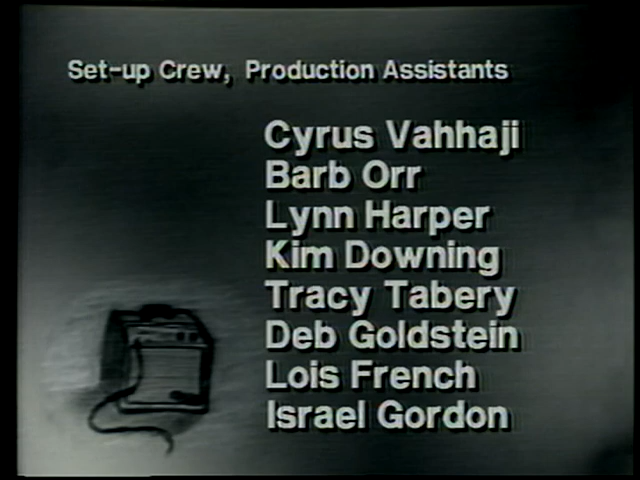 Set-up Crew, Production Assistants
Cyrus Vahhaji
Barb Orr
Lynn Harper
Kim Downing
Tracy Tabery
Deb Goldstein
Lois French
Israel Gordon